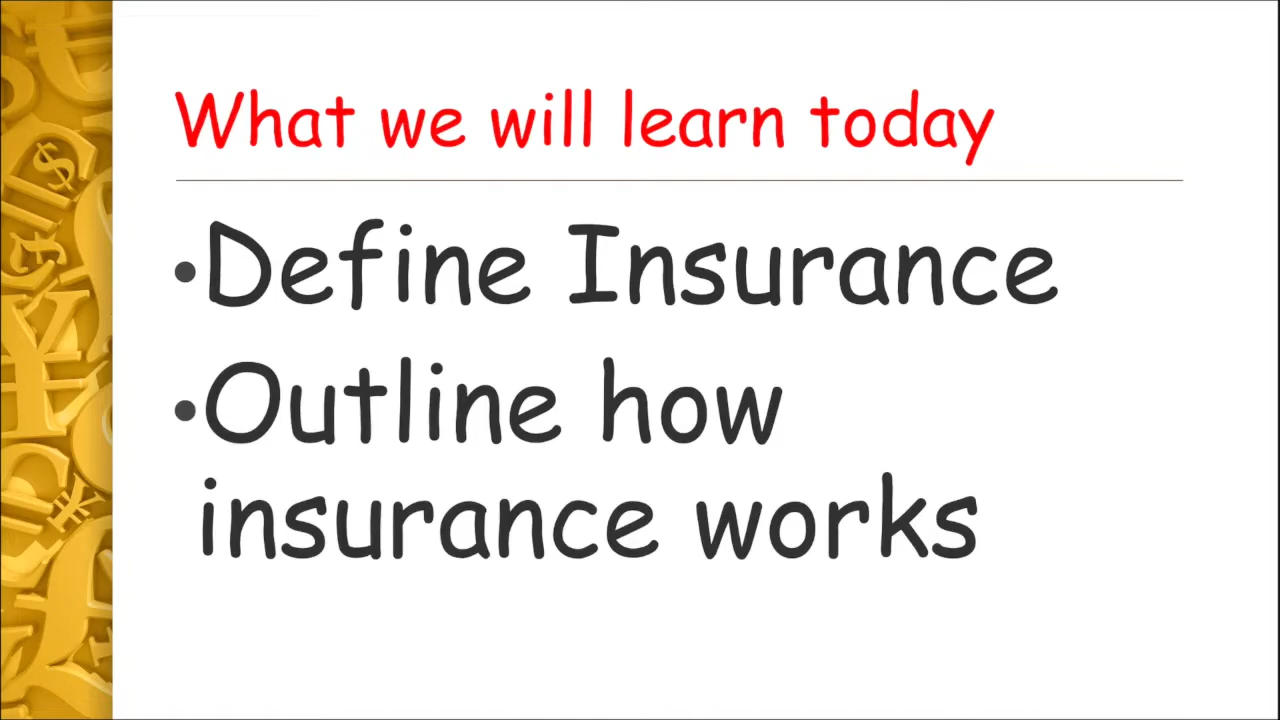 What we will learn today
•Define Insurance
•Outline how
insurance works